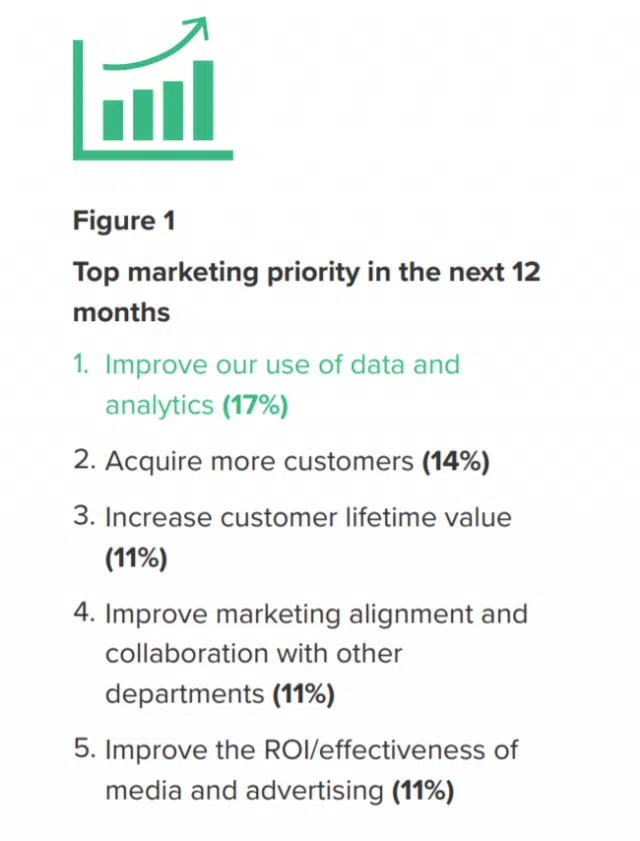 Figure 1
Top marketing priority in the next 12
months
1. Improve our use of data and
analytics (17%)
2. Acquire more customers (14%)
3. Increase customer lifetime value
(11%)
4. Improve marketing alignment and
collaboration with other
departments (11%)
5. Improve the ROI/effectiveness of
media and advertising (11%)